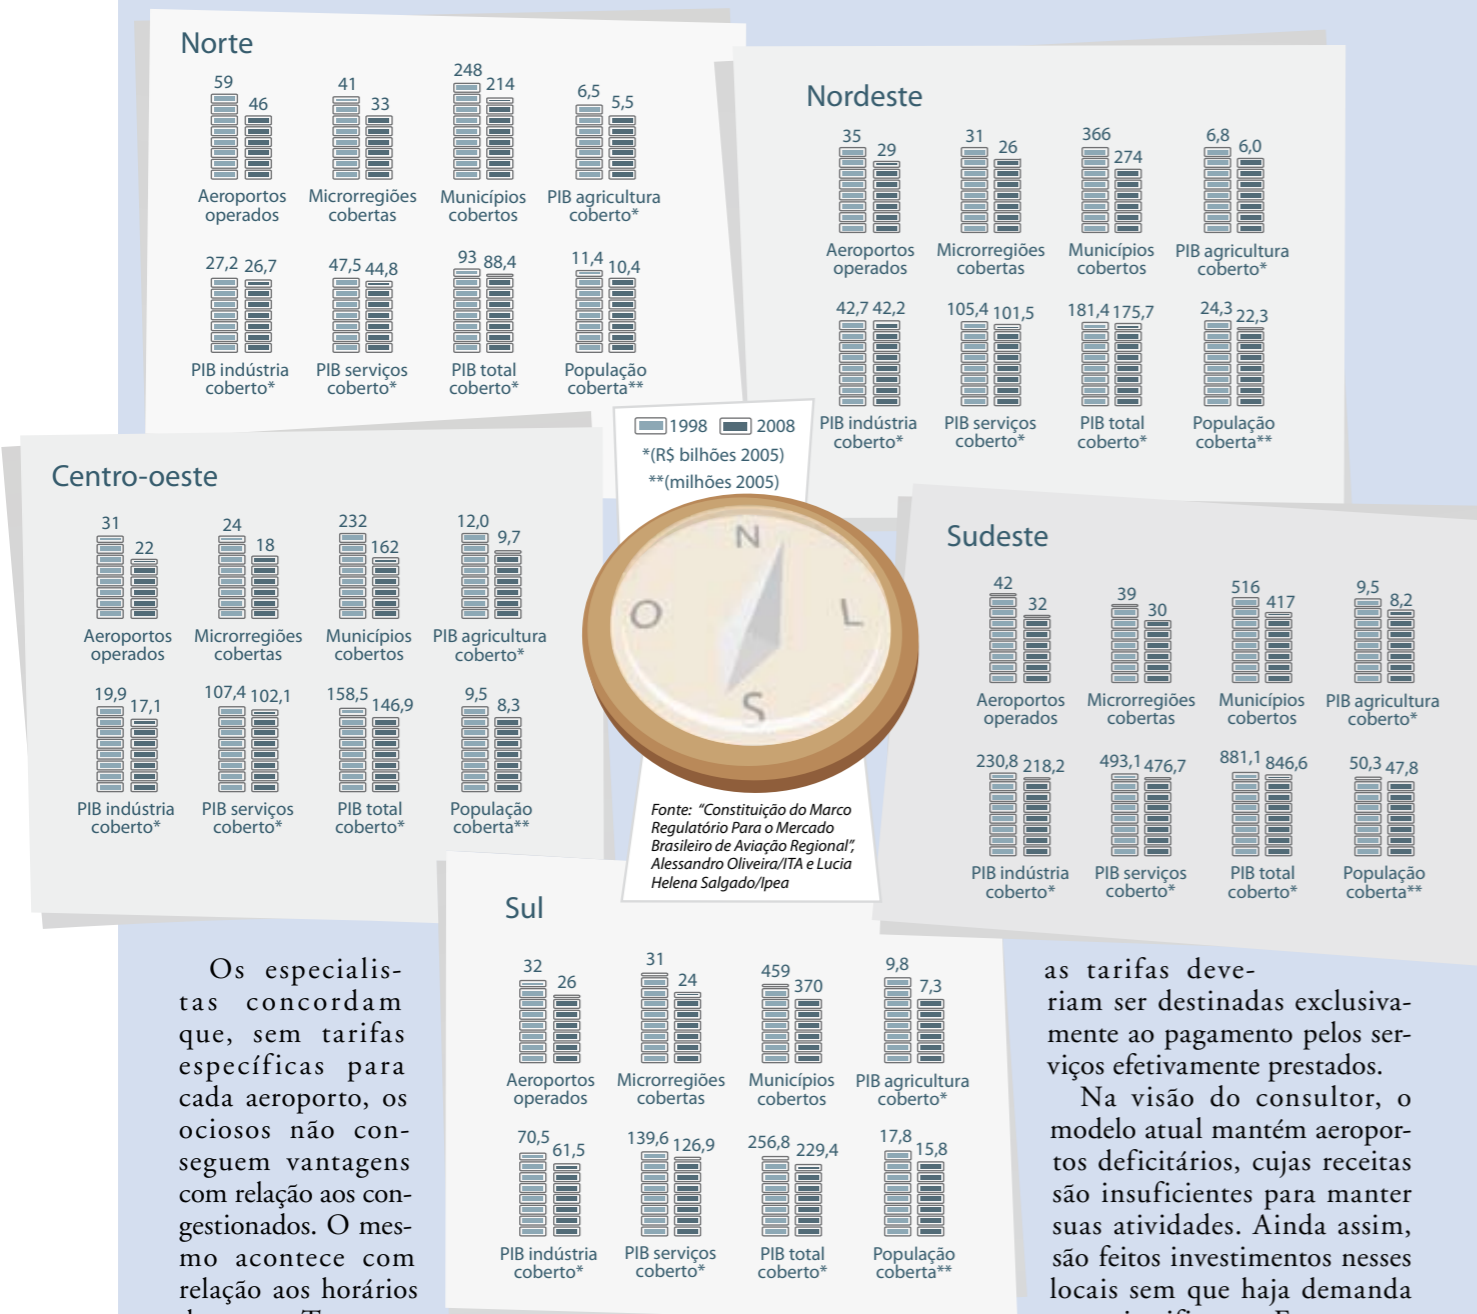 Norte
59 46 41 33 248 214 6,5 5,5
Aeroportos operados Microrregiões cobertas Municípios cobertos PIB agricultura coberto*
27,2 26,7 47,5 44,8 93 88,4 11,4 10,4
PIB indústria coberto* PIB serviços coberto* PIB total coberto* População coberta**
Nordeste
35 29 31 26 366 274 6,8 6,0
Aeroportos operados Microrregiões cobertas Municípios cobertos PIB agricultura coberto*
42,7 42,2 105,4 101,5 181,4 175,7 24,3 22,3
PIB indústria coberto* PIB serviços coberto* PIB total coberto* População coberta**
1998 2008
*(R$ bilhões 2005)
**(milhões 2005)
Centro-oeste
31 22 24 18 232 162 12,0 9,7
Aeroportos operados Microrregiões cobertas Municípios cobertos PIB agricultura coberto*
19,9 17,1 107,4 102,1 158,5 146,9 9,5 8,3
PIB indústria coberto* PIB serviços coberto* PIB total coberto* População coberta**
N
O
L
S
Sudeste
42 32 39 30 516 417 9,5 8,2
Aeroportos operados Microrregiões cobertas Municípios cobertos PIB agricultura coberto*
230,8 218,2 493,1 476,7 881,1 846,6 50,3 47,8
PIB indústria coberto* PIB serviços coberto* PIB total coberto* População coberta**
Fonte: "Constituição do Marco
Regulatório Para o Mercado
Brasileiro de Aviação Regional",
Alessandro Oliveira/ITA e Lucia
Helena Salgado/Ipea
Sul
32 26 31 24 459 370 9,8 7,3
Aeroportos operados Microrregiões cobertas Municípios cobertos PIB agricultura coberto*
70,5 61,5 139,6 126,9 256,8 229,4 17,8 15,8
PIB indústria coberto* PIB serviços coberto* PIB total coberto* População coberta**
Os especialis-
tas concordam
que, sem tarifas
específicas para
cada aeroporto, os
ociosos não con-
seguem vantagens
com relação aos con-
gestionados. O mes-
mo acontece com
relação aos horários
as tarifas deve-
riam ser destinadas exclusiva-
mente ao pagamento pelos ser-
viços efetivamente prestados.
Na visão do consultor, o
modelo atual mantém aeropor-
tos deficitários, cujas receitas
são insuficientes para manter
suas atividades. Ainda assim,
são feitos investimentos nesses
locais sem que haja demanda